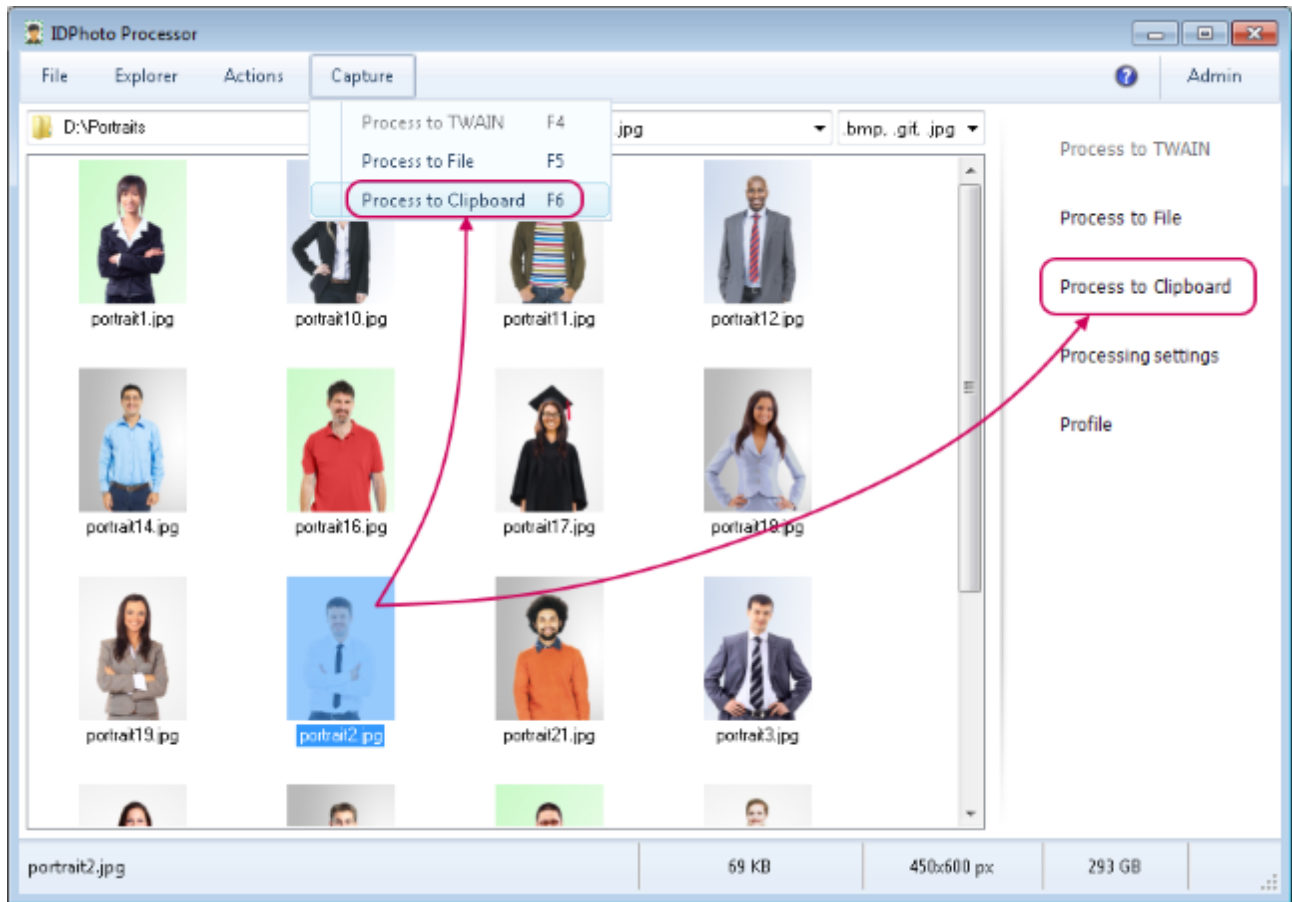 IDPhoto Processor
File Explorer Actions Capture Admin
D:\Portraits .jpg .bmp, .gif, .jpg
Process to TWAIN F4
Process to File F5
Process to Clipboard F6
portrait1.jpg portrait10.jpg portrait11.jpg portrait12.jpg
portrait14.jpg portrait16.jpg portrait17.jpg portrait18.jpg
portrait19.jpg portrait2.jpg portrait21.jpg portrait3.jpg
Process to TWAIN
Process to File
Process to Clipboard
Processing settings
Profile
portrait2.jpg 69 KB 450x600 px 293 GB